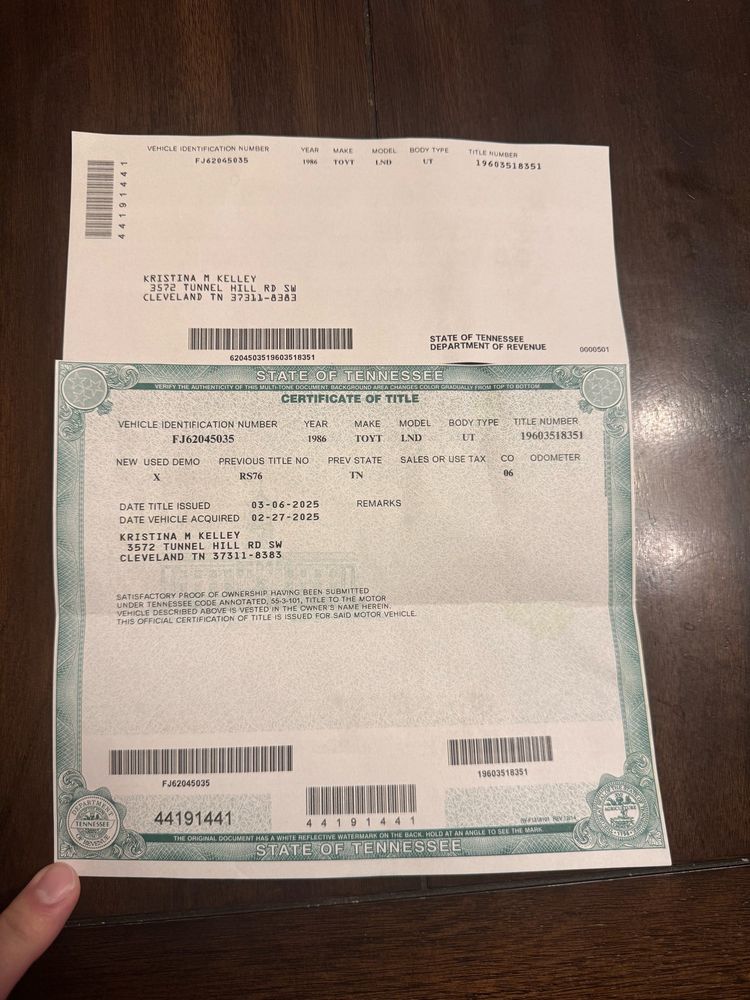 VEHICLE IDENTIFICATION NUMBER YEAR MAKE MODEL BODY TYPE TITLE NUMBER
FJ62045035 1986 TOYT LND UT 19603518351
44191441
KRISTINA M KELLEY
3572 TUNNEL HILL RD SW
CLEVELAND TN 37311-8383
6204503519603518351
STATE OF TENNESSEE
DEPARTMENT OF REVENUE 0000501
STATE OF TENNESSEE
VERIFY THE AUTHENTICITY OF THIS MULTI-TONE DOCUMENT. BACKGROUND AREA CHANGES COLOR GRADUALLY FROM TOP TO BOTTOM.
CERTIFICATE OF TITLE
VEHICLE IDENTIFICATION NUMBER YEAR MAKE MODEL BODY TYPE TITLE NUMBER
FJ62045035 1986 TOYT LND UT 19603518351
NEW USED DEMO PREVIOUS TITLE NO PREV STATE SALES OR USE TAX CO ODOMETER
X RS76 TN 06
DATE TITLE ISSUED 03-06-2025 REMARKS
DATE VEHICLE ACQUIRED 02-27-2025
KRISTINA M KELLEY
3572 TUNNEL HILL RD SW
CLEVELAND TN 37311-8383
SATISFACTORY PROOF OF OWNERSHIP HAVING BEEN SUBMITTED
UNDER TENNESSEE CODE ANNOTATED, 55-3-101, TITLE TO THE MOTOR
VEHICLE DESCRIBED ABOVE IS VESTED IN THE OWNER'S NAME HEREIN.
THIS OFFICIAL CERTIFICATION OF TITLE IS ISSUED FOR SAID MOTOR VEHICLE.
FJ62045035 19603518351
DEPARTMENT
TENNESSEE
REVENUE
44191441 44191441
AGRICULTURE
1796
THE ORIGINAL DOCUMENT HAS A WHITE REFLECTIVE WATERMARK ON THE BACK. HOLD AT AN ANGLE TO SEE THE MARK.
STATE OF TENNESSEE